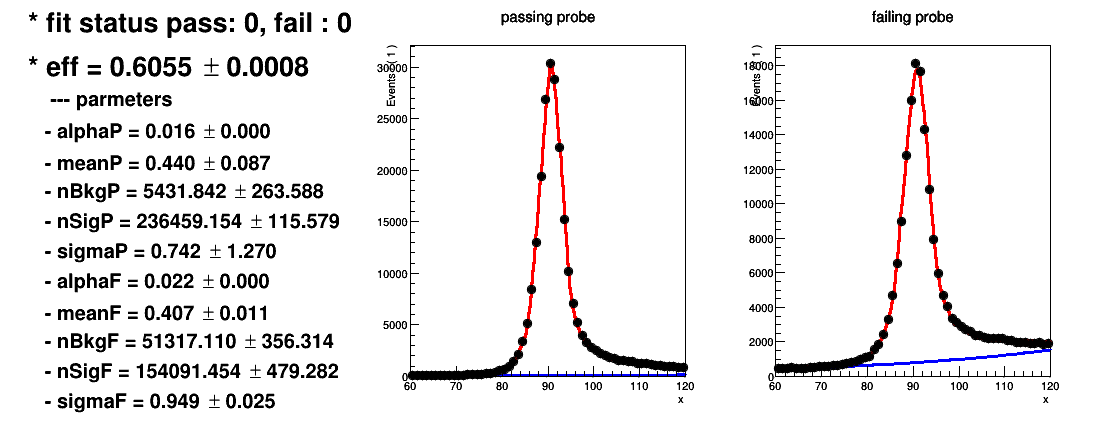 * fit status pass: 0, fail : 0
* eff = 0.6055 ± 0.0008
--- parmeters
- alphaP = 0.016 ± 0.000
- meanP = 0.440 ± 0.087
- nBkgP = 5431.842 ± 263.588
- nSigP = 236459.154 ± 115.579
- sigmaP = 0.742 ± 1.270
- alphaF = 0.022 ± 0.000
- meanF = 0.407 ± 0.011
- nBkgF = 51317.110 ± 356.314
- nSigF = 154091.454 ± 479.282
- sigmaF = 0.949 ± 0.025
passing probe
Events / ( 1 )
30000
25000
20000
15000
10000
5000
0
60 70 80 90 100 110 120
x
failing probe
Events / ( 1 )
18000
16000
14000
12000
10000
8000
6000
4000
2000
0
60 70 80 90 100 110 120
x